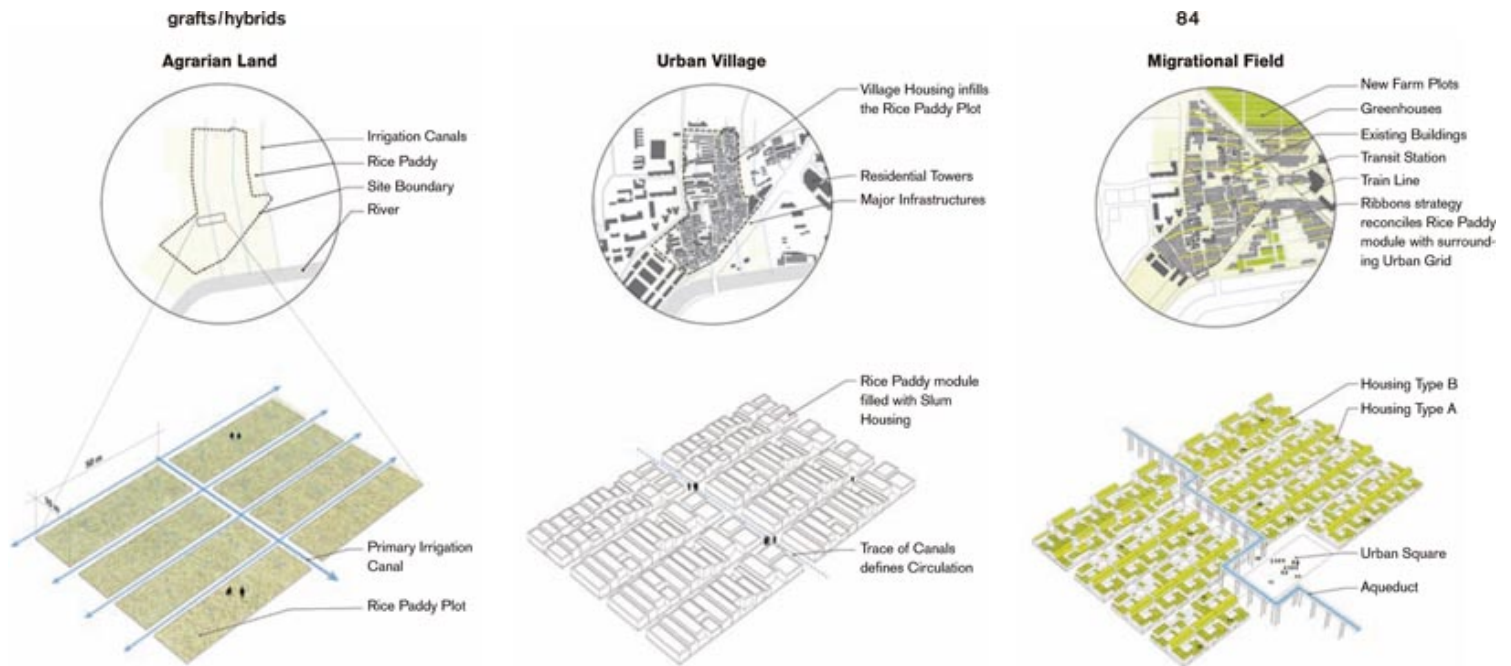 grafts/hybrids
84
Agrarian Land
Irrigation Canals
Rice Paddy
Site Boundary
River
50 m
Primary Irrigation
Canal
Rice Paddy Plot
Urban Village
Village Housing infills
the Rice Paddy Plot
Residential Towers
Major Infrastructures
Rice Paddy module
filled with Slum
Housing
Trace of Canals
defines Circulation
Migrational Field
New Farm Plots
Greenhouses
Existing Buildings
Transit Station
Train Line
Ribbons strategy
reconciles Rice Paddy
module with surround-
ing Urban Grid
Housing Type B
Housing Type A
Urban Square
Aqueduct